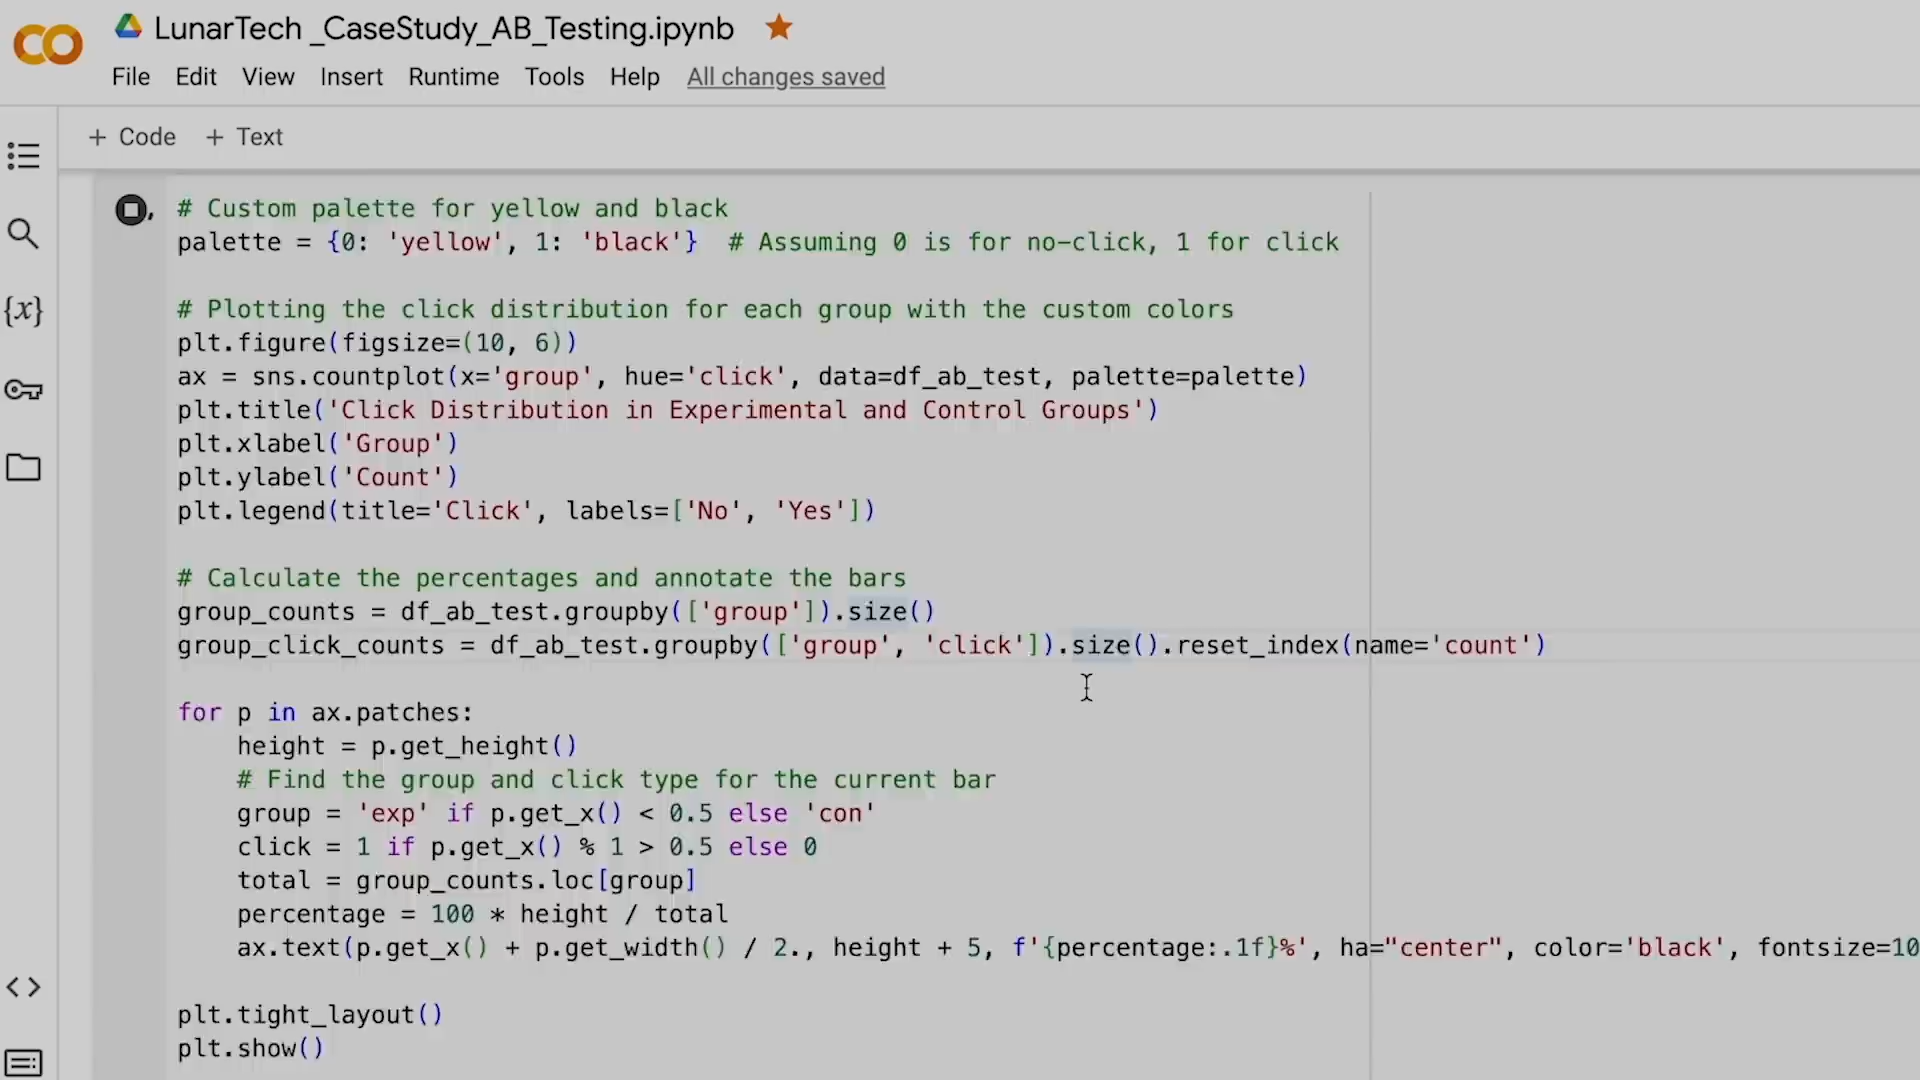 LunarTech _CaseStudy_AB_Testing.ipynb
File Edit View Insert Runtime Tools Help All changes saved
+ Code + Text
# Custom palette for yellow and black
palette = {0: 'yellow', 1: 'black'}  # Assuming 0 is for no-click, 1 for click
# Plotting the click distribution for each group with the custom colors
plt.figure(figsize=(10, 6))
ax = sns.countplot(x='group', hue='click', data=df_ab_test, palette=palette)
plt.title('Click Distribution in Experimental and Control Groups')
plt.xlabel('Group')
plt.ylabel('Count')
plt.legend(title='Click', labels=['No', 'Yes'])
# Calculate the percentages and annotate the bars
group_counts = df_ab_test.groupby(['group']).size()
group_click_counts = df_ab_test.groupby(['group', 'click']).size().reset_index(name='count')
for p in ax.patches:
    height = p.get_height()
    # Find the group and click type for the current bar
    group = 'exp' if p.get_x() < 0.5 else 'con'
    click = 1 if p.get_x() % 1 > 0.5 else 0
    total = group_counts.loc[group]
    percentage = 100 * height / total
    ax.text(p.get_x() + p.get_width() / 2., height + 5, f'{percentage:.1f}%', ha="center", color='black', fontsize=10
plt.tight_layout()
plt.show()